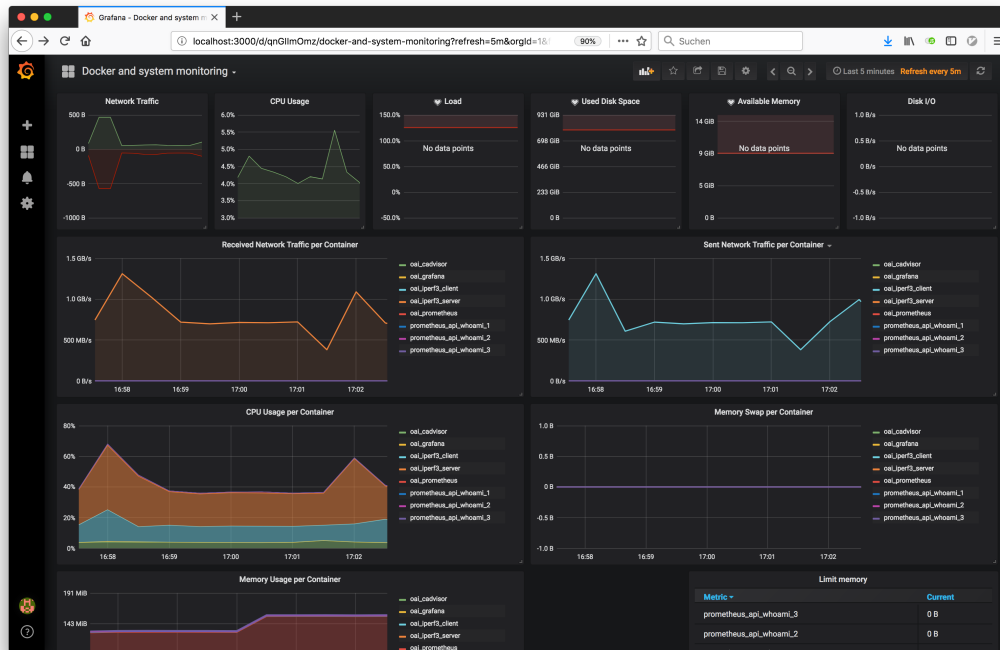 Grafana - Docker and system m
localhost:3000/d/qnGIImOmz/docker-and-system-monitoring?refresh=5m&orgId=1&
90%
Suchen
Docker and system monitoring
Last 5 minutes Refresh every 5m
Network Traffic
500 B
0 B
-500 B
-1000 B
CPU Usage
6.0%
5.5%
5.0%
4.5%
4.0%
3.5%
3.0%
Load
150.0%
100.0%
50.0%
0%
-50.0%
No data points
Used Disk Space
931 GiB
698 GiB
466 GiB
233 GiB
0 B
No data points
Available Memory
14 GiB
9 GiB
5 GiB
0 B
No data points
Disk I/O
1.0 B/s
0.5 B/s
0 B/s
-0.5 B/s
-1.0 B/s
No data points
Received Network Traffic per Container
1.5 GB/s
1.0 GB/s
500 MB/s
0 B/s
16:58 16:59 17:00 17:01 17:02
oai_cadvisor
oai_grafana
oai_iperf3_client
oai_iperf3_server
oai_prometheus
prometheus_api_whoami_1
prometheus_api_whoami_2
prometheus_api_whoami_3
Sent Network Traffic per Container
1.5 GB/s
1.0 GB/s
500 MB/s
0 B/s
16:58 16:59 17:00 17:01 17:02
oai_cadvisor
oai_grafana
oai_iperf3_client
oai_iperf3_server
oai_prometheus
prometheus_api_whoami_1
prometheus_api_whoami_2
prometheus_api_whoami_3
CPU Usage per Container
80%
60%
40%
20%
0%
16:58 16:59 17:00 17:01 17:02
oai_cadvisor
oai_grafana
oai_iperf3_client
oai_iperf3_server
oai_prometheus
prometheus_api_whoami_1
prometheus_api_whoami_2
prometheus_api_whoami_3
Memory Swap per Container
1.0 B
0.5 B
0 B
-0.5 B
-1.0 B
16:58 16:59 17:00 17:01 17:02
oai_cadvisor
oai_grafana
oai_iperf3_client
oai_iperf3_server
oai_prometheus
prometheus_api_whoami_1
prometheus_api_whoami_2
prometheus_api_whoami_3
Memory Usage per Container
191 MiB
143 MiB
oai_cadvisor
oai_grafana
oai_iperf3_client
oai_iperf3_server
oai_prometheus
Limit memory
Metric Current
prometheus_api_whoami_3 0 B
prometheus_api_whoami_2 0 B